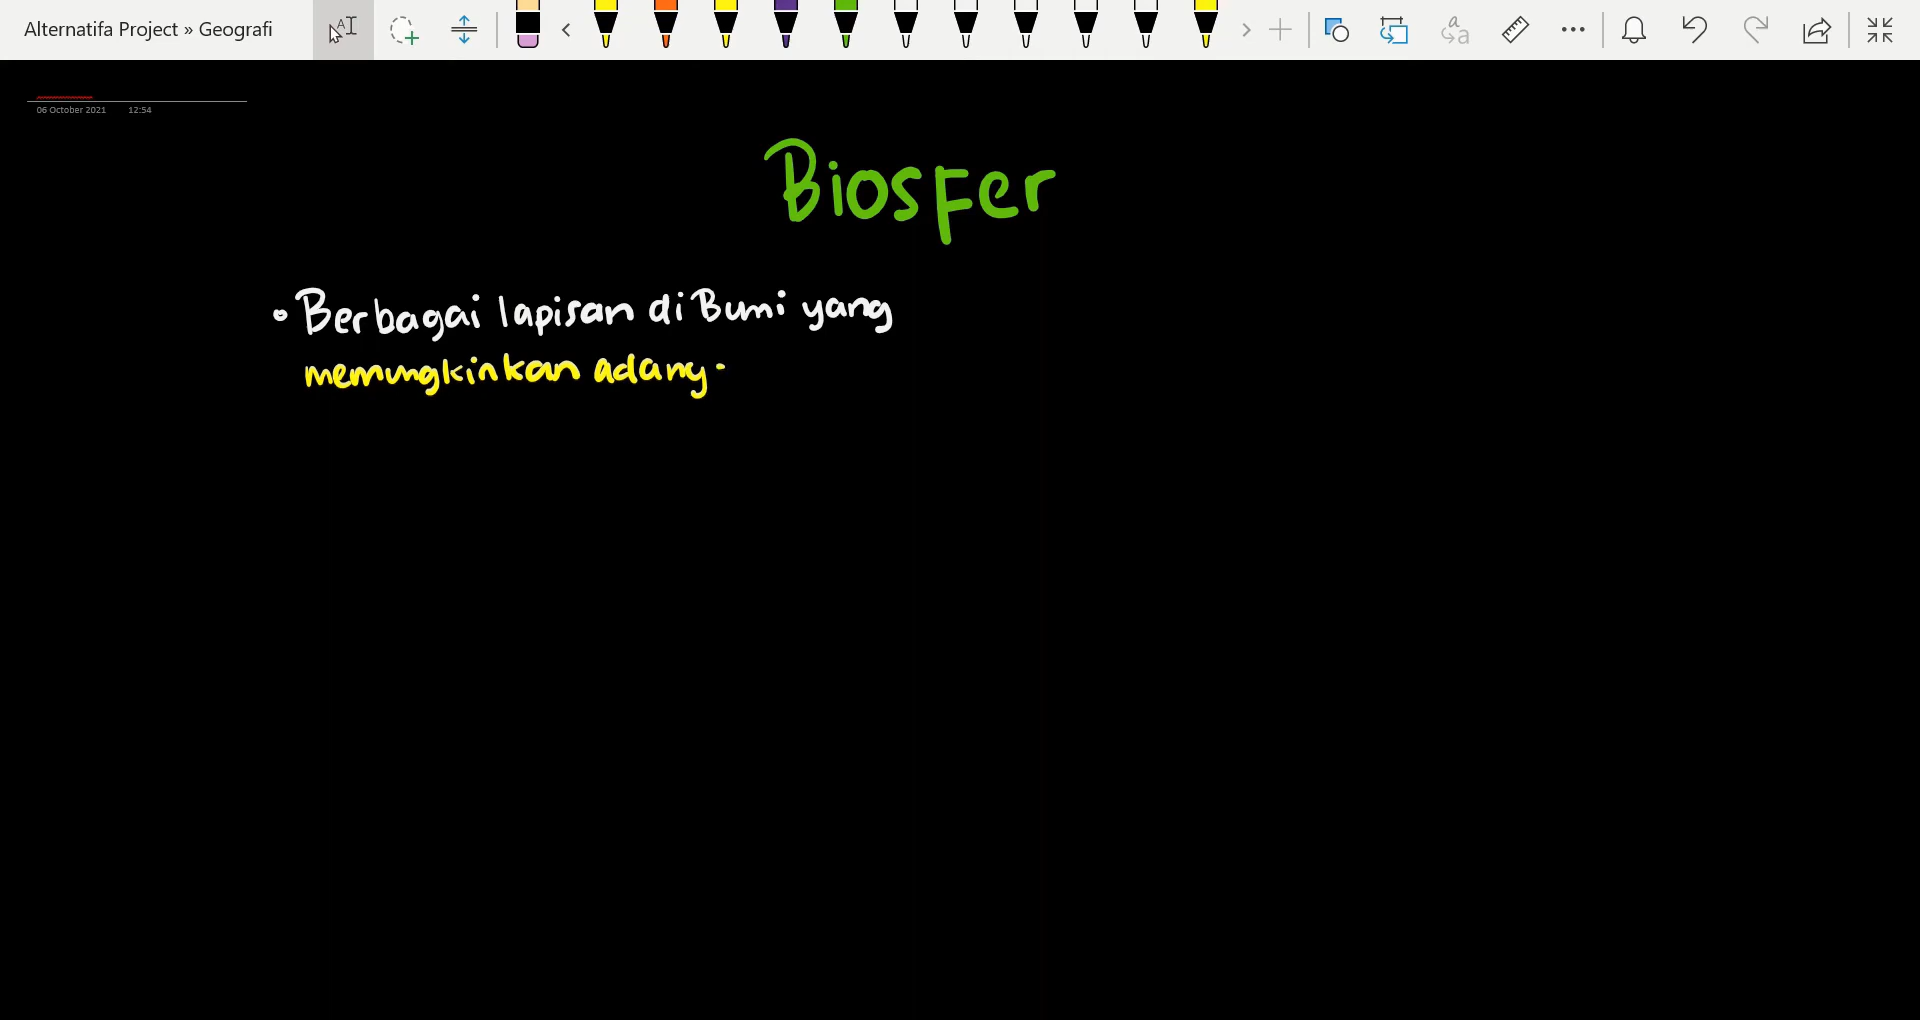 Alternatifa Project » Geografi
06 October 2021 12:54
Biosfer
Berbagai lapisan di Bumi yang
memungkinkan adany